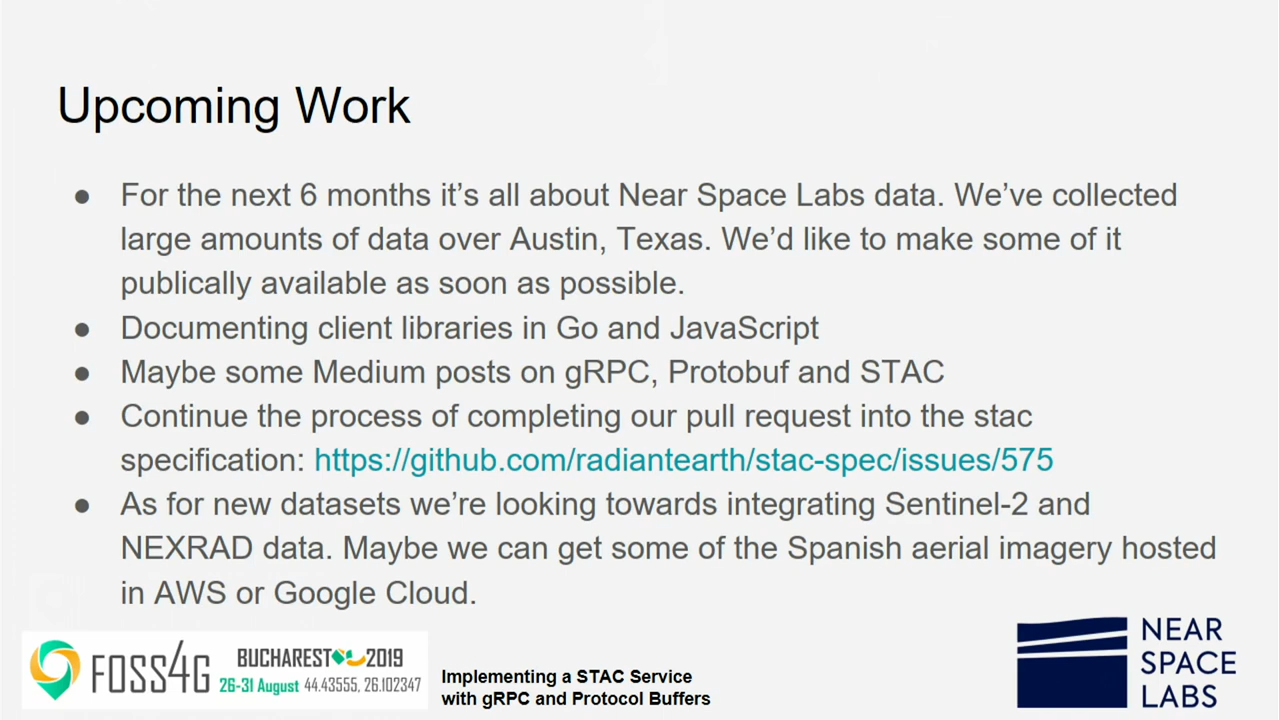 Upcoming Work
● For the next 6 months it's all about Near Space Labs data. We've collected
large amounts of data over Austin, Texas. We'd like to make some of it
publically available as soon as possible.
● Documenting client libraries in Go and JavaScript
● Maybe some Medium posts on gRPC, Protobuf and STAC
● Continue the process of completing our pull request into the stac
specification: https://github.com/radiantearth/stac-spec/issues/575
● As for new datasets we're looking towards integrating Sentinel-2 and
NEXRAD data. Maybe we can get some of the Spanish aerial imagery hosted
in AWS or Google Cloud.
FOSS4G
BUCHAREST 2019
26-31 August 44.43555, 26.102347
Implementing a STAC Service
with gRPC and Protocol Buffers
NEAR
SPACE
LABS